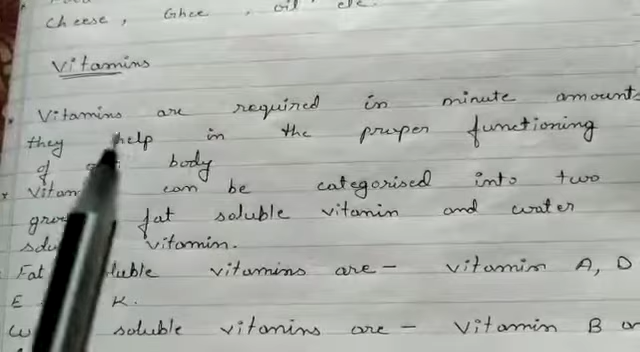 Cheese, Ghee, oil, etc.
Vitamins
Vitamins are required in minute amounts
they help in the proper functioning
of body
can be categorised into two
fat soluble vitamin and water
vitamin.
Fat vitamins are - vitamin A, D
E K.
soluble vitamins are - Vitamin B